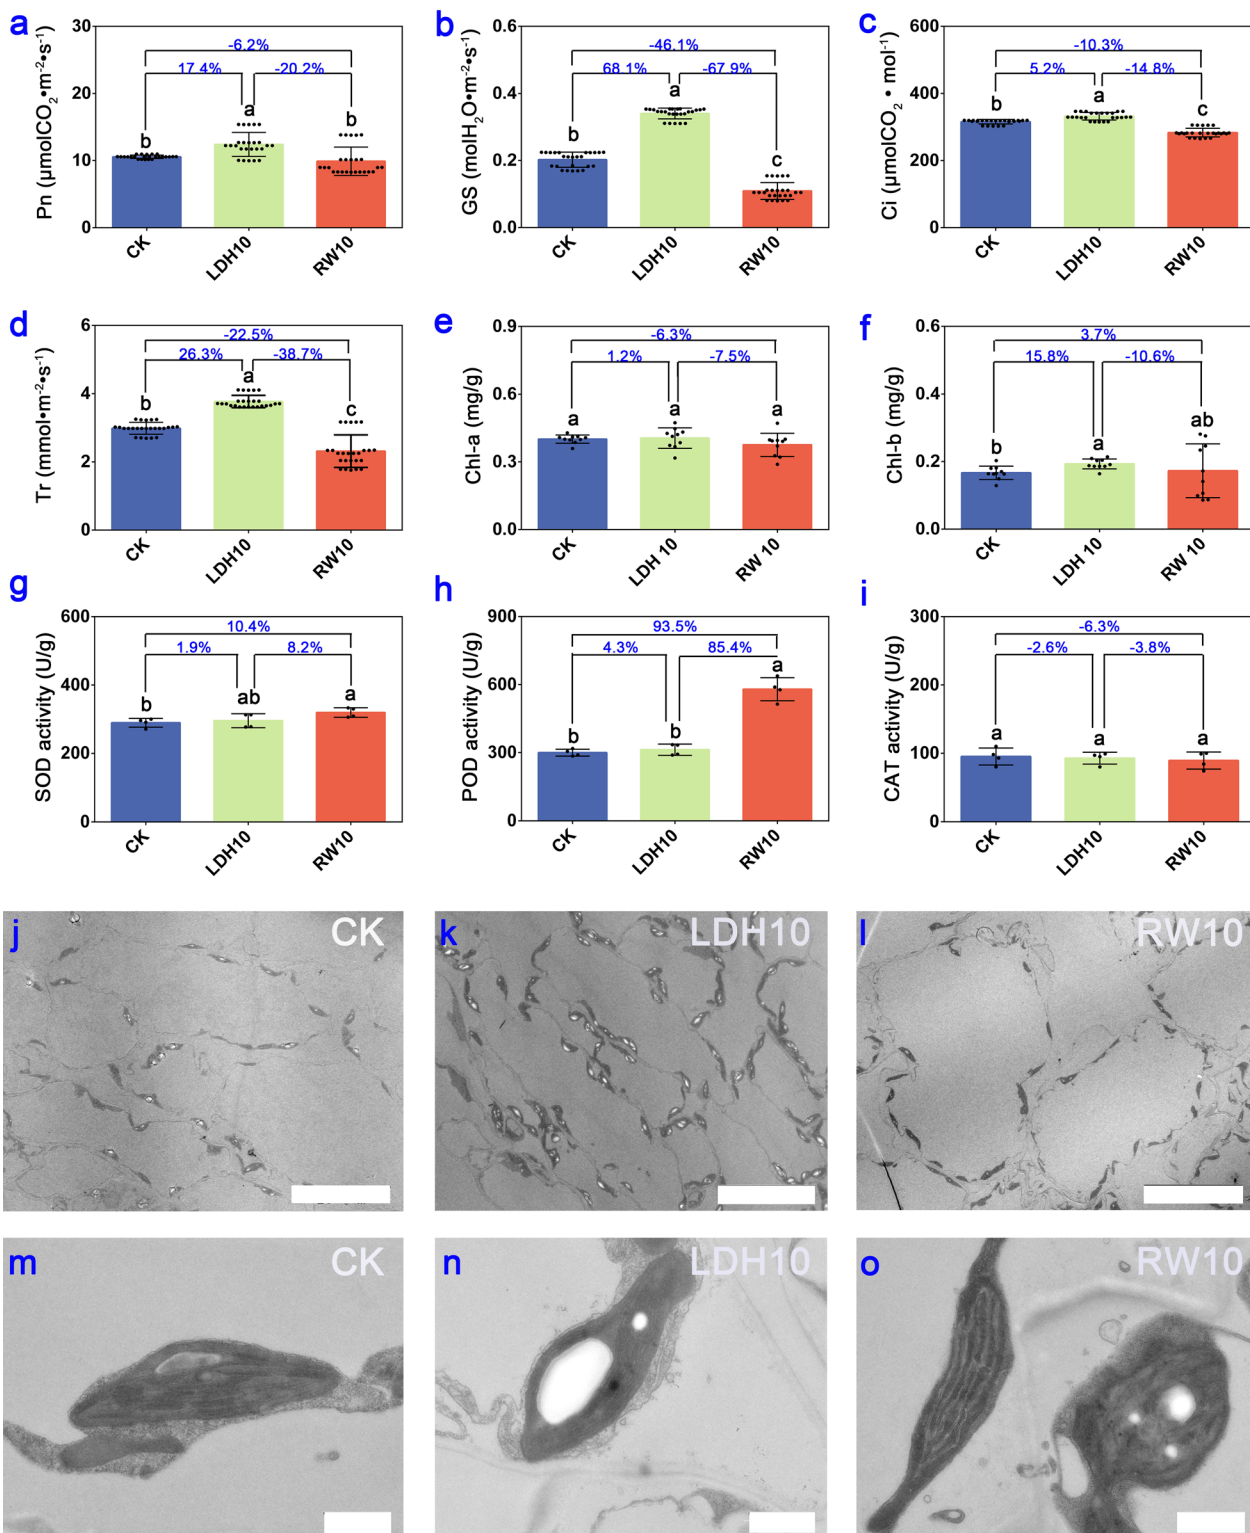 a
Pn (μmolCO2•m-2•s-1)
30
20
10
0
-6.2%
17.4%
-20.2%
b
a
b
CK
LDH10
RW10
b
GS (molH2O•m-2•s-1)
0.6
0.4
0.2
0.0
-46.1%
68.1%
-67.9%
b
a
c
CK
LDH10
RW10
c
Ci (μmolCO2 • mol-1)
600
400
200
0
-10.3%
5.2%
-14.8%
b
a
c
CK
LDH10
RW10
d
Tr (mmol•m-2•s-1)
6
4
2
0
-22.5%
26.3%
-38.7%
b
a
c
CK
LDH10
RW10
e
Chl-a (mg/g)
0.9
0.6
0.3
0.0
-6.3%
1.2%
-7.5%
a
a
a
CK
LDH 10
RW 10
f
Chl-b (mg/g)
0.6
0.4
0.2
0.0
3.7%
15.8%
-10.6%
b
a
ab
CK
LDH 10
RW 10
g
SOD activity (U/g)
600
400
200
0
10.4%
1.9%
8.2%
b
ab
a
CK
LDH10
RW10
h
POD activity (U/g)
900
600
300
0
93.5%
4.3%
85.4%
b
b
a
CK
LDH10
RW10
i
CAT activity (U/g)
300
200
100
0
-6.3%
-2.6%
-3.8%
a
a
a
CK
LDH10
RW10
j CK
k LDH10
l RW10
m CK
n LDH10
o RW10